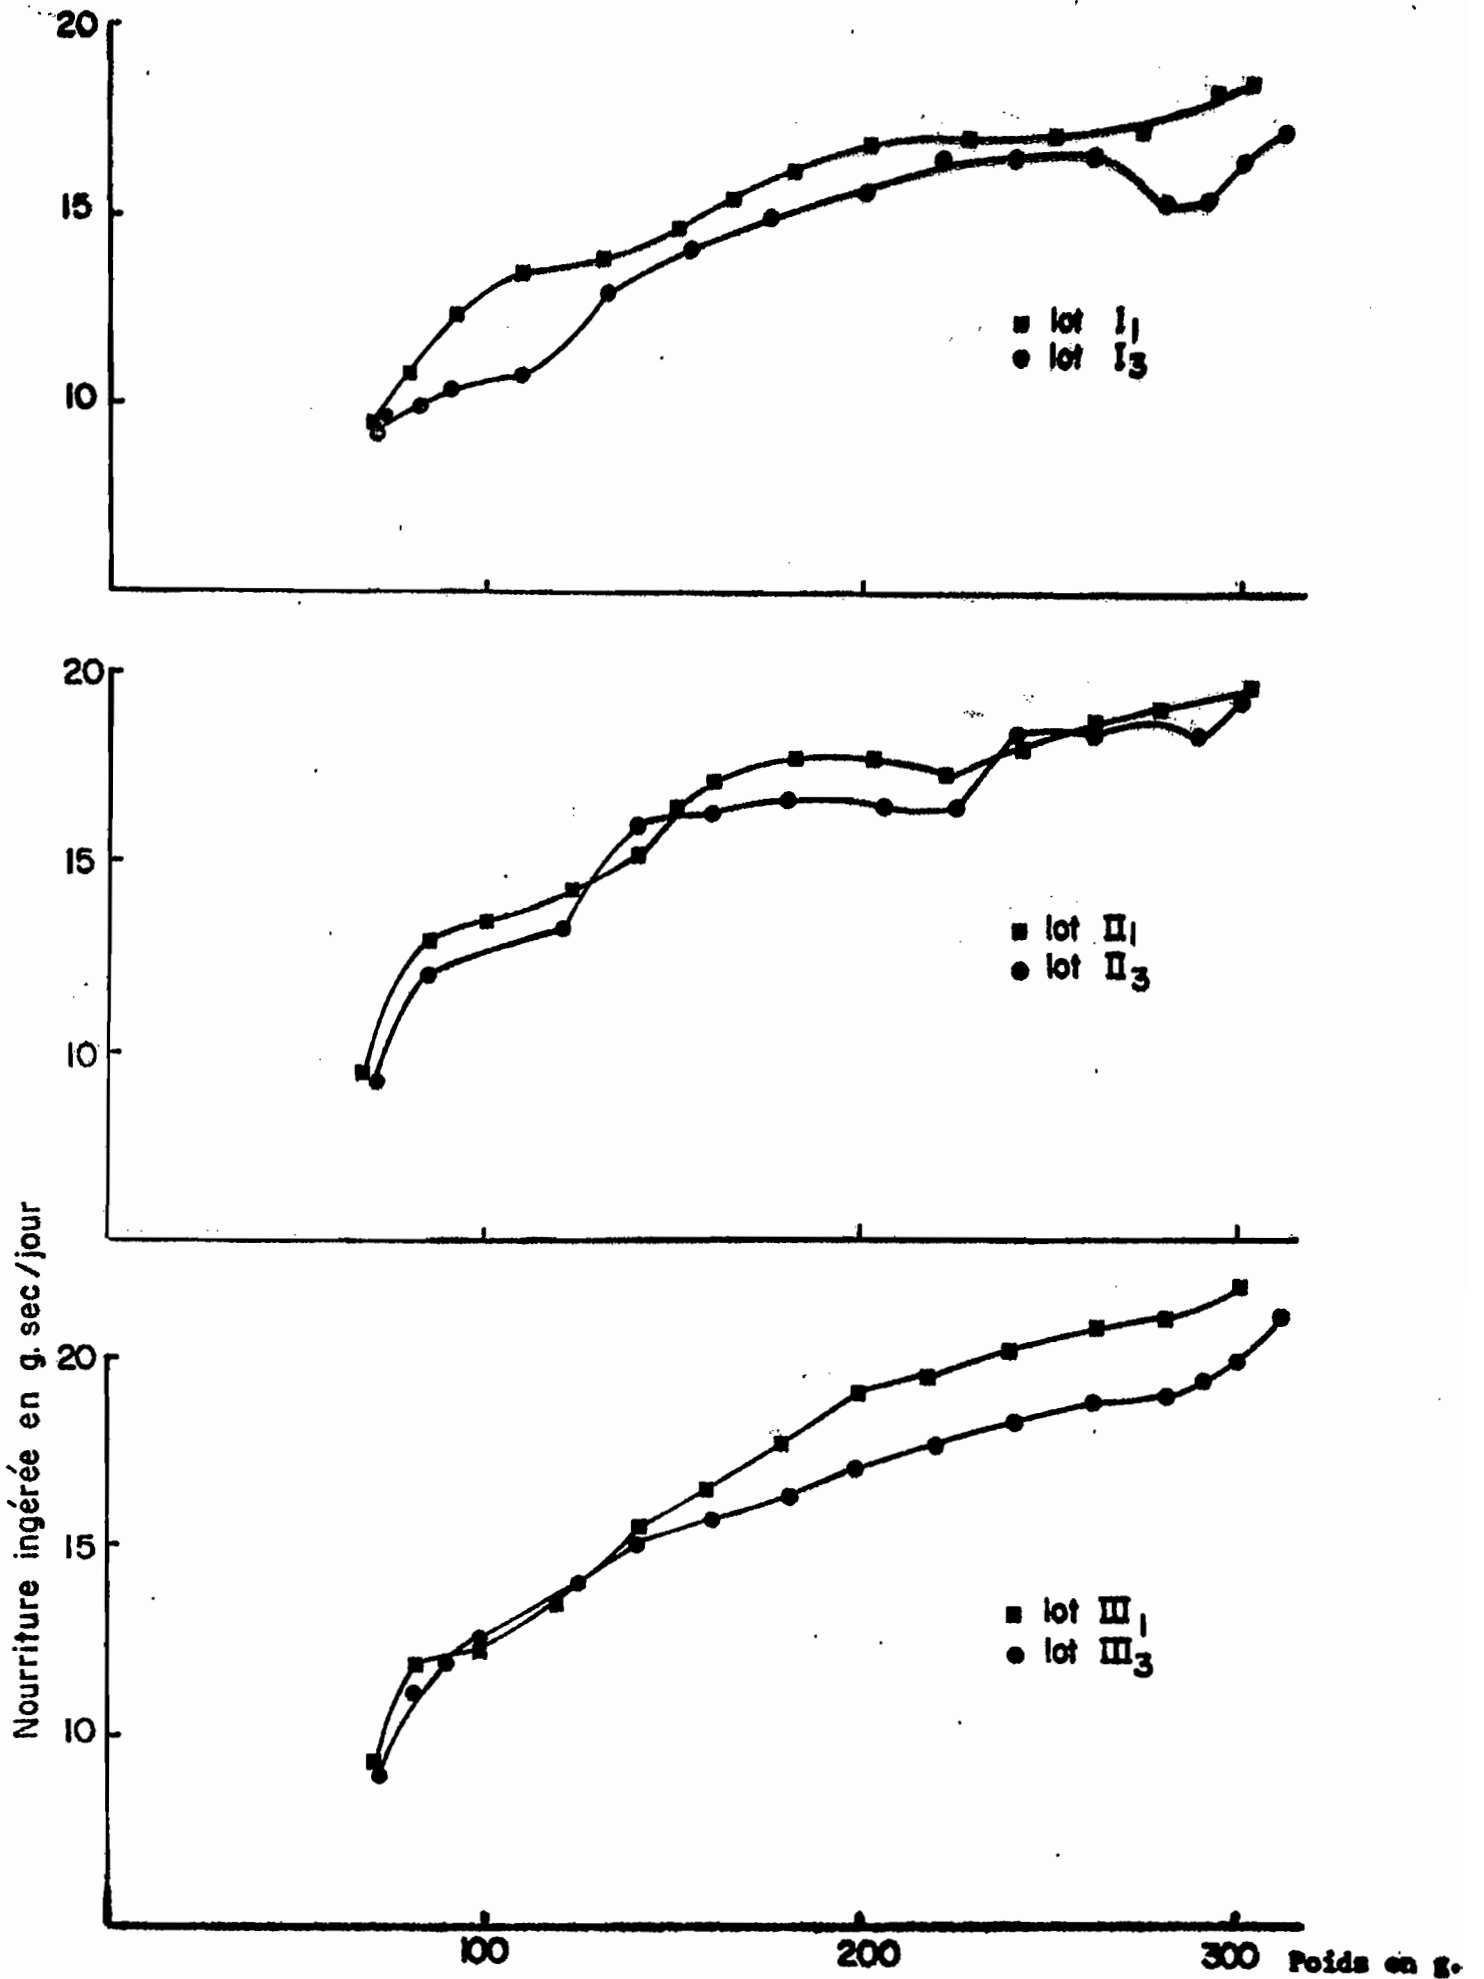 20
15
10
■ lot I1
● lot I3
20
15
10
■ lot II1
● lot II3
Nourriture ingérée en g. sec/jour
20
15
10
■ lot III1
● lot III3
100 200 300 Poids en g.